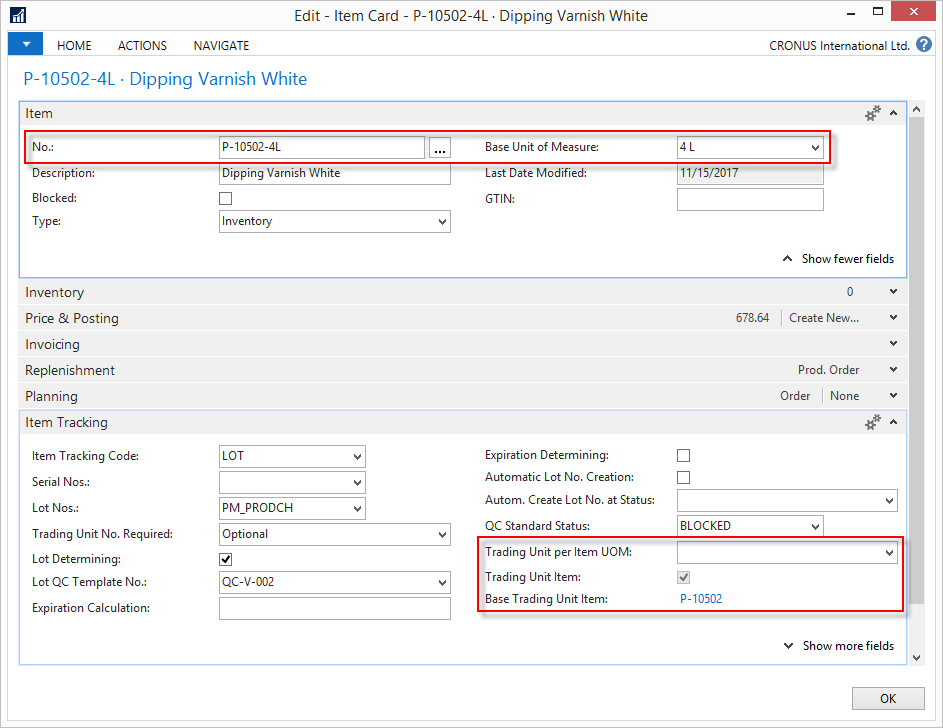 Edit - Item Card - P-10502-4L · Dipping Varnish White
HOME ACTIONS NAVIGATE CRONUS International Ltd. ?
P-10502-4L · Dipping Varnish White
Item
No.: P-10502-4L ... Base Unit of Measure: 4 L
Description: Dipping Varnish White Last Date Modified: 11/15/2017
Blocked: GTIN:
Type: Inventory
Show fewer fields
Inventory 0
Price & Posting 678.64 Create New...
Invoicing
Replenishment Prod. Order
Planning Order None
Item Tracking
Item Tracking Code: LOT Expiration Determining:
Serial Nos.: Automatic Lot No. Creation:
Lot Nos.: PM_PRODCH Autom. Create Lot No. at Status:
Trading Unit No. Required: Optional QC Standard Status: BLOCKED
Lot Determining: Trading Unit per Item UOM:
Lot QC Template No.: QC-V-002 Trading Unit Item:
Expiration Calculation: Base Trading Unit Item: P-10502
Show more fields
OK